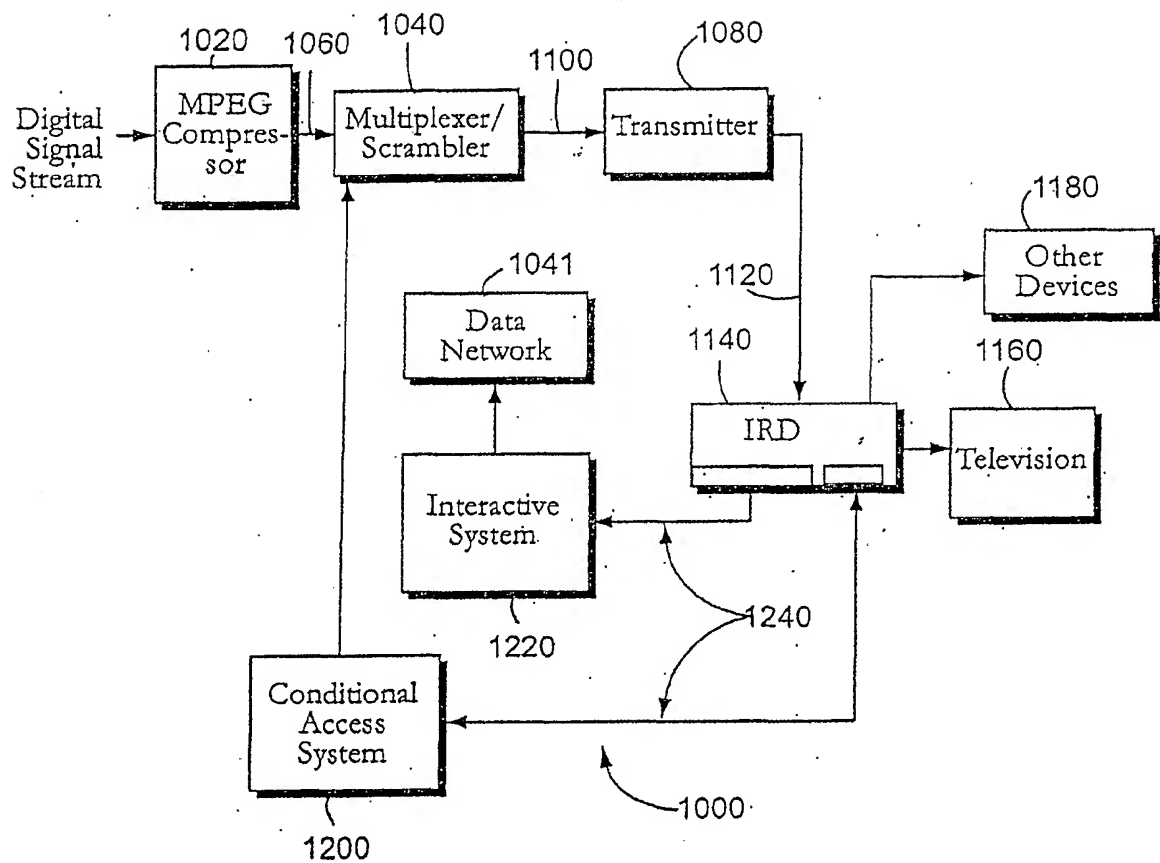 1020
1060
1040
1100
1080
Digital
Signal
Stream
MPEG
Compres-
sor
Multiplexer/
Scrambler
Transmitter
1180
Other
Devices
1041
Data
Network
1120
1140
IRD
1160
Television
Interactive
System
1220
1240
Conditional
Access
System
1200
1000